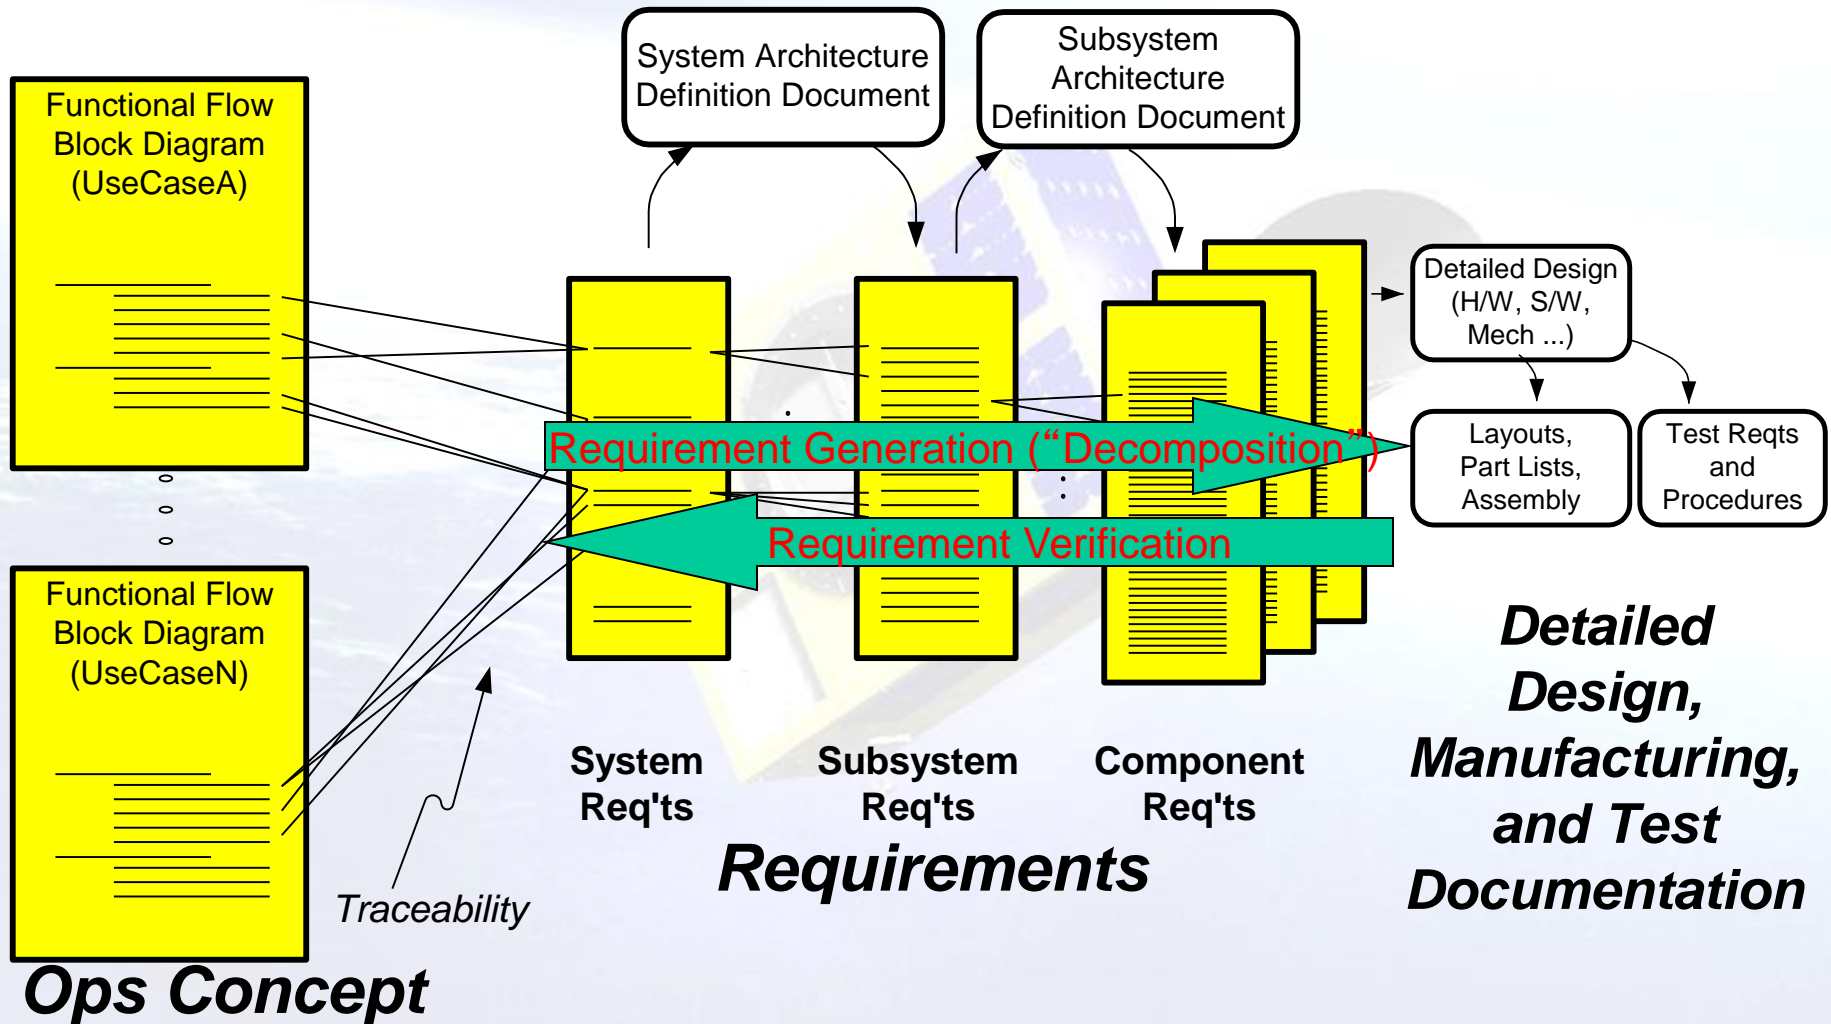 System Architecture
Definition Document
Subsystem
Architecture
Definition Document
Functional Flow
Block Diagram
(UseCaseA)
Detailed Design
(H/W, S/W,
Mech ...)
Requirement Generation (“Decomposition”)
Layouts,
Part Lists,
Assembly
Test Reqts
and
Procedures
Requirement Verification
Functional Flow
Block Diagram
(UseCaseN)
System
Req'ts
Subsystem
Req'ts
Component
Req'ts
Requirements
Detailed
Design,
Manufacturing,
and Test
Documentation
Traceability
Ops Concept